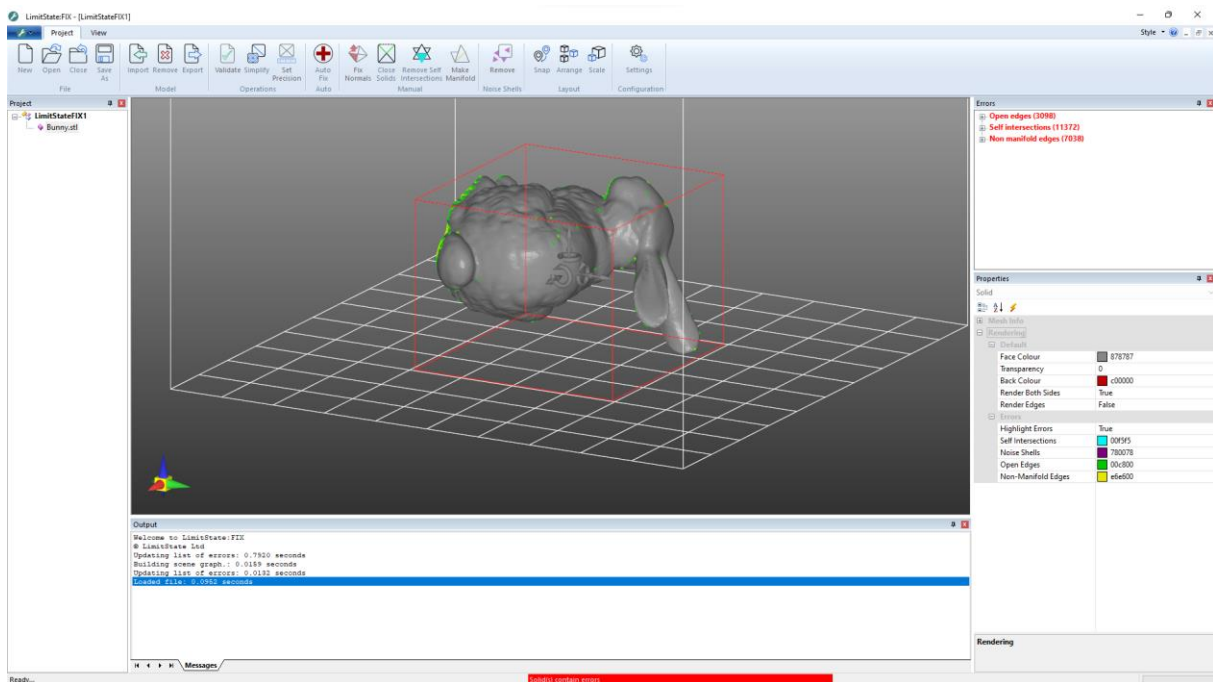 LimitState:FIX - [LimitStateFIX1]
Project View
Style
New Open Close Save As
Import Remove Export
Validate Simplify Set Precision
Auto Fix
Fix Normals Close Solids Remove Self Intersections Make Manifold
Remove
Snap Arrange Scale
Settings
File Model Operations Auto Manual Noise Shells Layout Configuration
Project
LimitStateFIX1
Bunny.stl
Errors
Open edges (3098)
Self intersections (11372)
Non manifold edges (7038)
Properties
Solid
Mesh Info
Rendering
Default
Face Colour 878787
Transparency 0
Back Colour c00000
Render Both Sides True
Render Edges False
Errors
Highlight Errors True
Self Intersections 00f5f5
Noise Shells 780078
Open Edges 00c800
Non-Manifold Edges e6e600
Rendering
Output
Welcome to LimitState:FIX
© LimitState Ltd
Updating list of errors: 0.7920 seconds
Building scene graph.: 0.0159 seconds
Updating list of errors: 0.0132 seconds
Loaded file: 0.0952 seconds
Messages
Ready...
Solid(s) contain errors